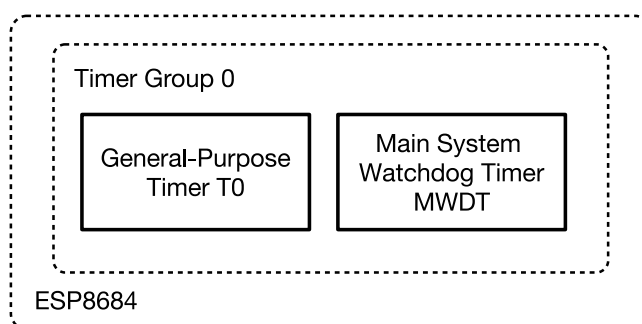 Timer Group 0
General-Purpose
Timer T0
Main System
Watchdog Timer
MWDT
ESP8684